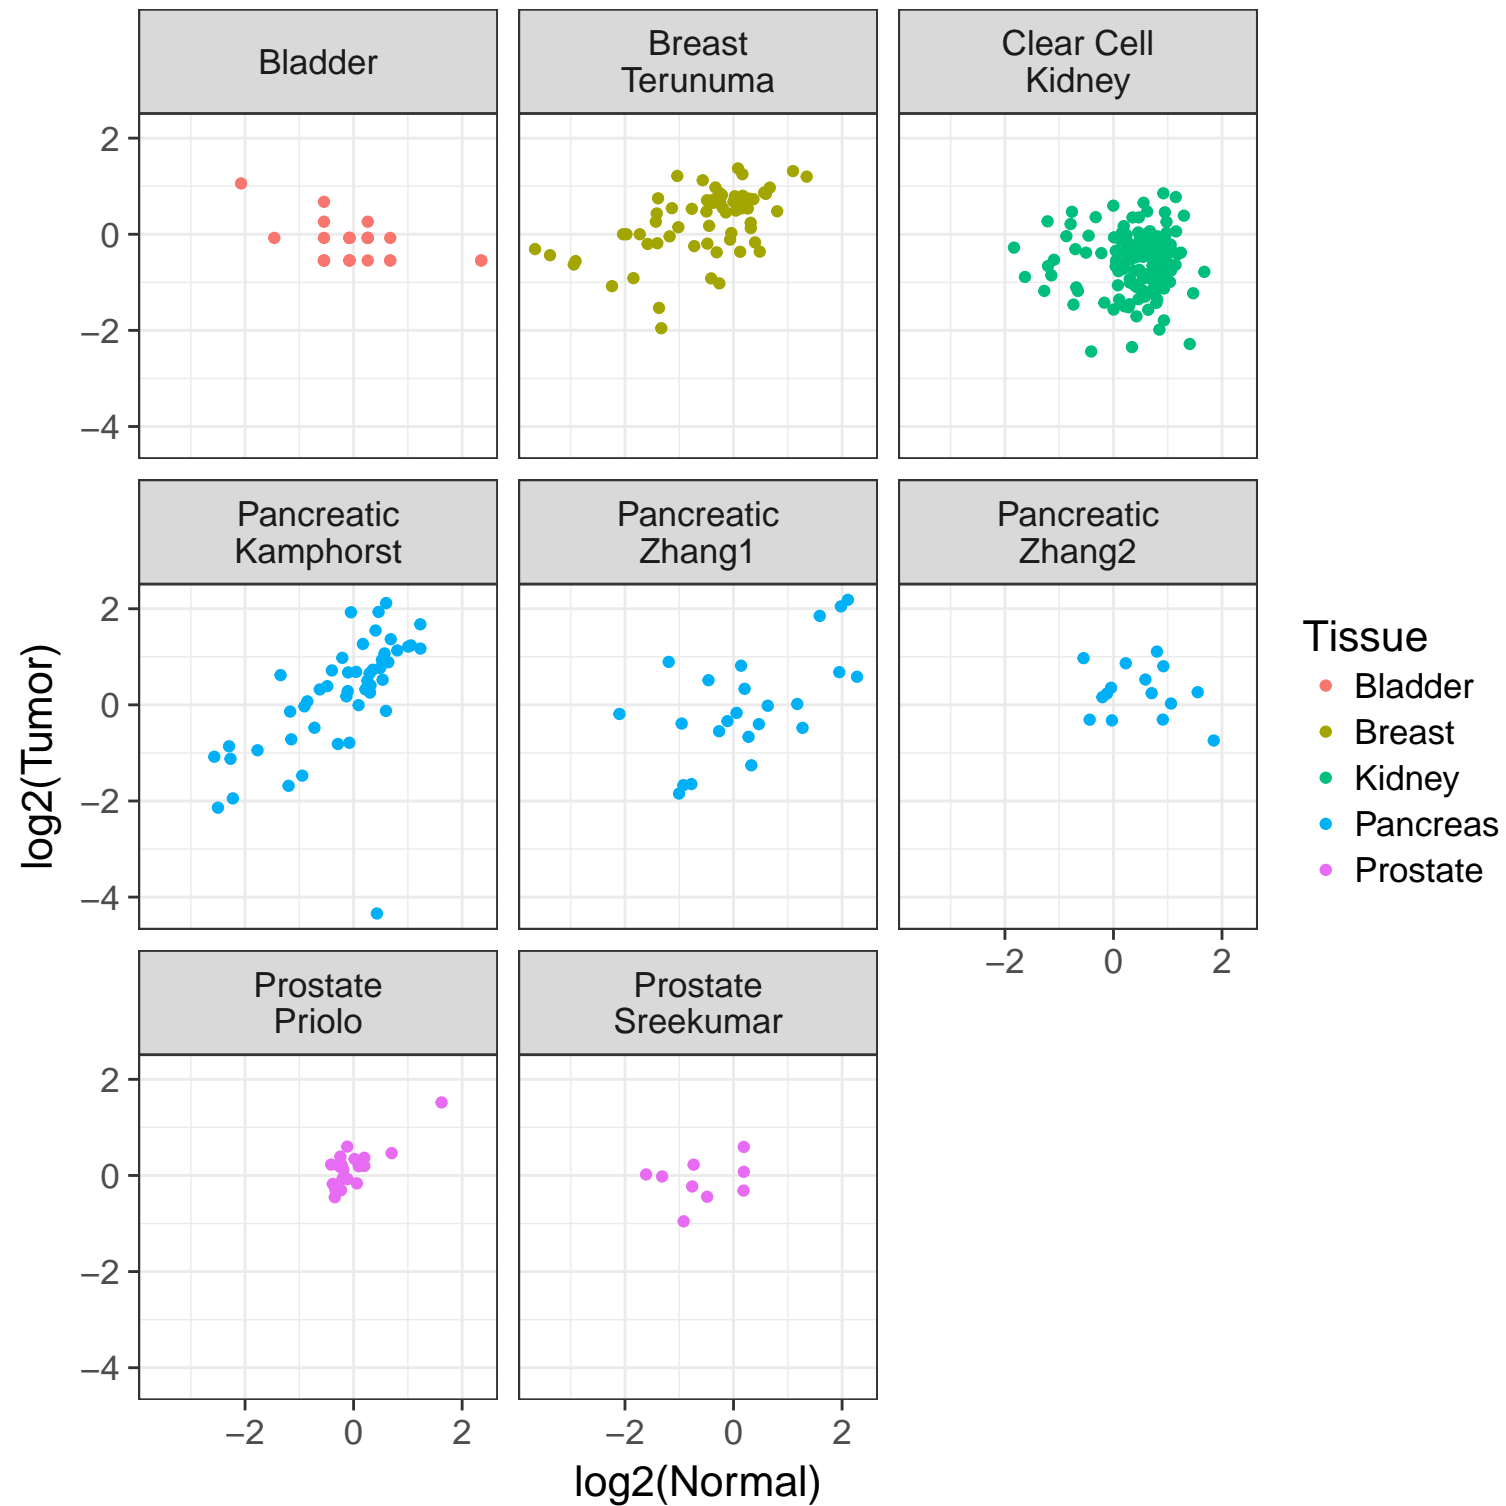 Bladder
Breast
Terunuma
Clear Cell
Kidney
2
0
−2
−4
Pancreatic
Kamphorst
Pancreatic
Zhang1
Pancreatic
Zhang2
2
0
−2
−4
−2 0 2
Prostate
Priolo
Prostate
Sreekumar
2
0
−2
−4
−2 0 2
−2 0 2
log2(Normal)
log2(Tumor)
Tissue
Bladder
Breast
Kidney
Pancreas
Prostate